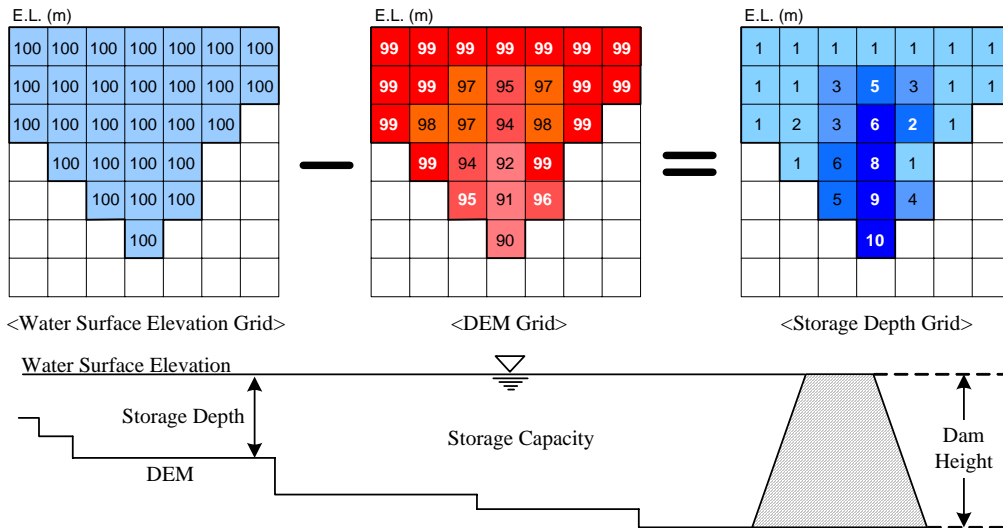 E.L. (m) E.L. (m) E.L. (m)
100 100 100 100 100 100 100 99 99 99 99 99 99 99 1 1 1 1 1 1 1
100 100 100 100 100 100 100 99 99 97 95 97 99 99 1 1 3 5 3 1 1
100 100 100 100 100 100 99 98 97 94 98 99 1 2 3 6 2 1
100 100 100 100 99 94 92 99 1 6 8 1
100 100 100 95 91 96 5 9 4
100 90 10
<Water Surface Elevation Grid> <DEM Grid> <Storage Depth Grid>
Water Surface Elevation
Storage Depth
Storage Capacity
Dam
Height
DEM